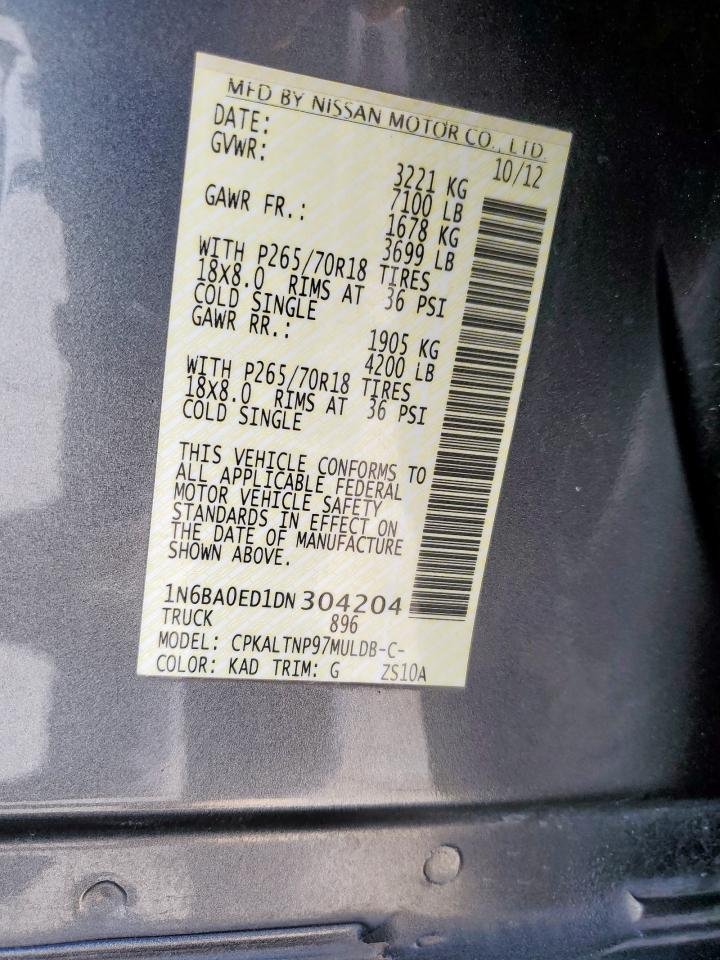 MFD BY NISSAN MOTOR CO., LTD.
DATE: 10/12
GVWR: 3221 KG
7100 LB
GAWR FR.: 1678 KG
3699 LB
WITH P265/70R18 TIRES
18X8.0 RIMS AT 36 PSI
COLD SINGLE
GAWR RR.: 1905 KG
4200 LB
WITH P265/70R18 TIRES
18X8.0 RIMS AT 36 PSI
COLD SINGLE
THIS VEHICLE CONFORMS TO
ALL APPLICABLE FEDERAL
MOTOR VEHICLE SAFETY
STANDARDS IN EFFECT ON
THE DATE OF MANUFACTURE
SHOWN ABOVE.
1N6BA0ED1DN304204
TRUCK 896
MODEL: CPKALTNP97MULDB-C-
COLOR: KAD TRIM: G ZS10A